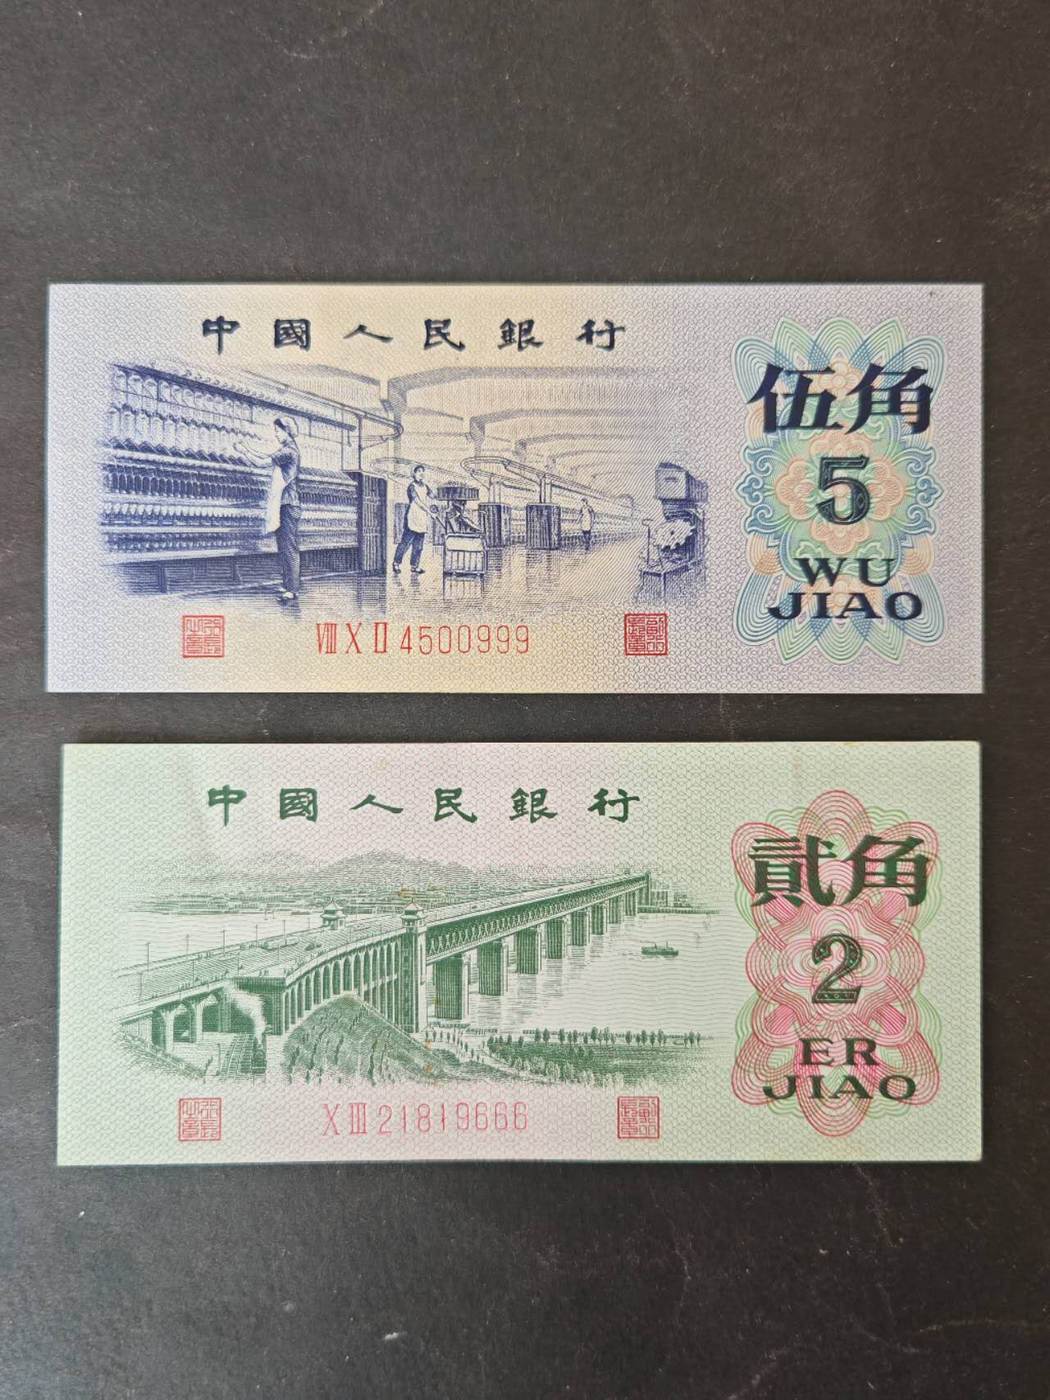 中國人民銀行
伍角
5
WU
JIAO
VIII X II 4500999
中國人民銀行
貳角
2
ER
JIAO
X III 21819666